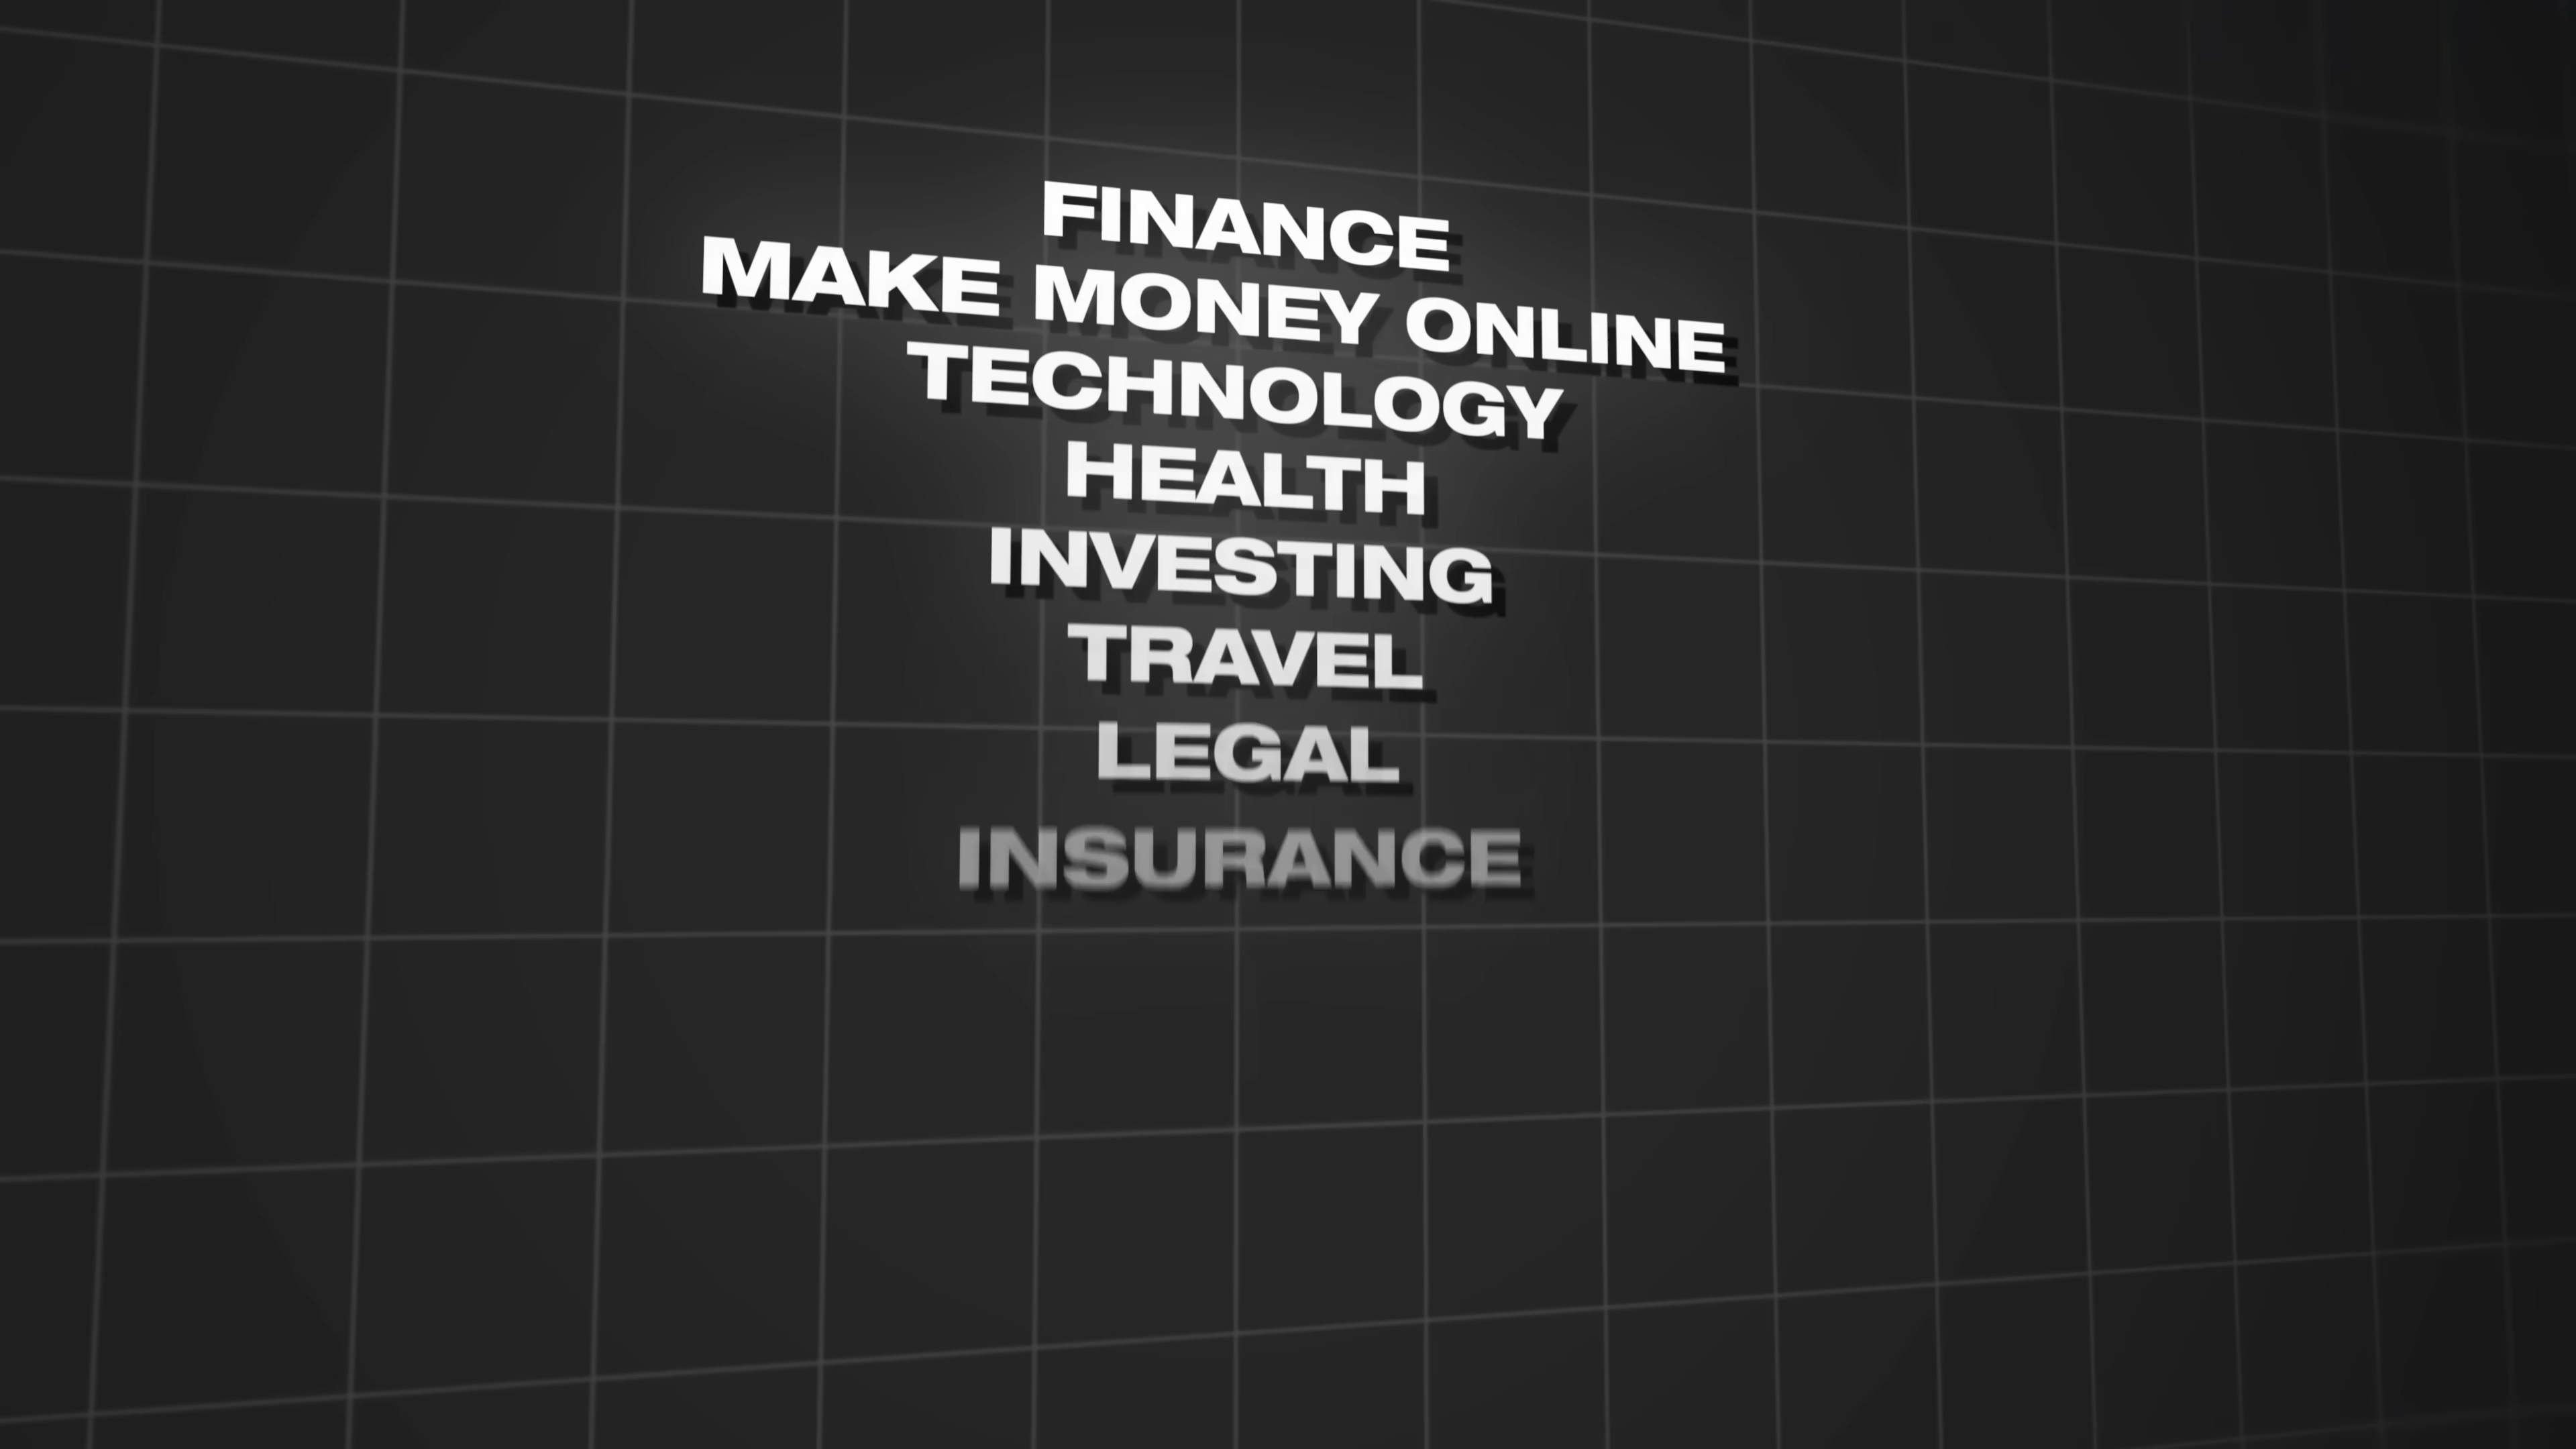 FINANCE
MAKE MONEY ONLINE
TECHNOLOGY
HEALTH
INVESTING
TRAVEL
LEGAL
INSURANCE